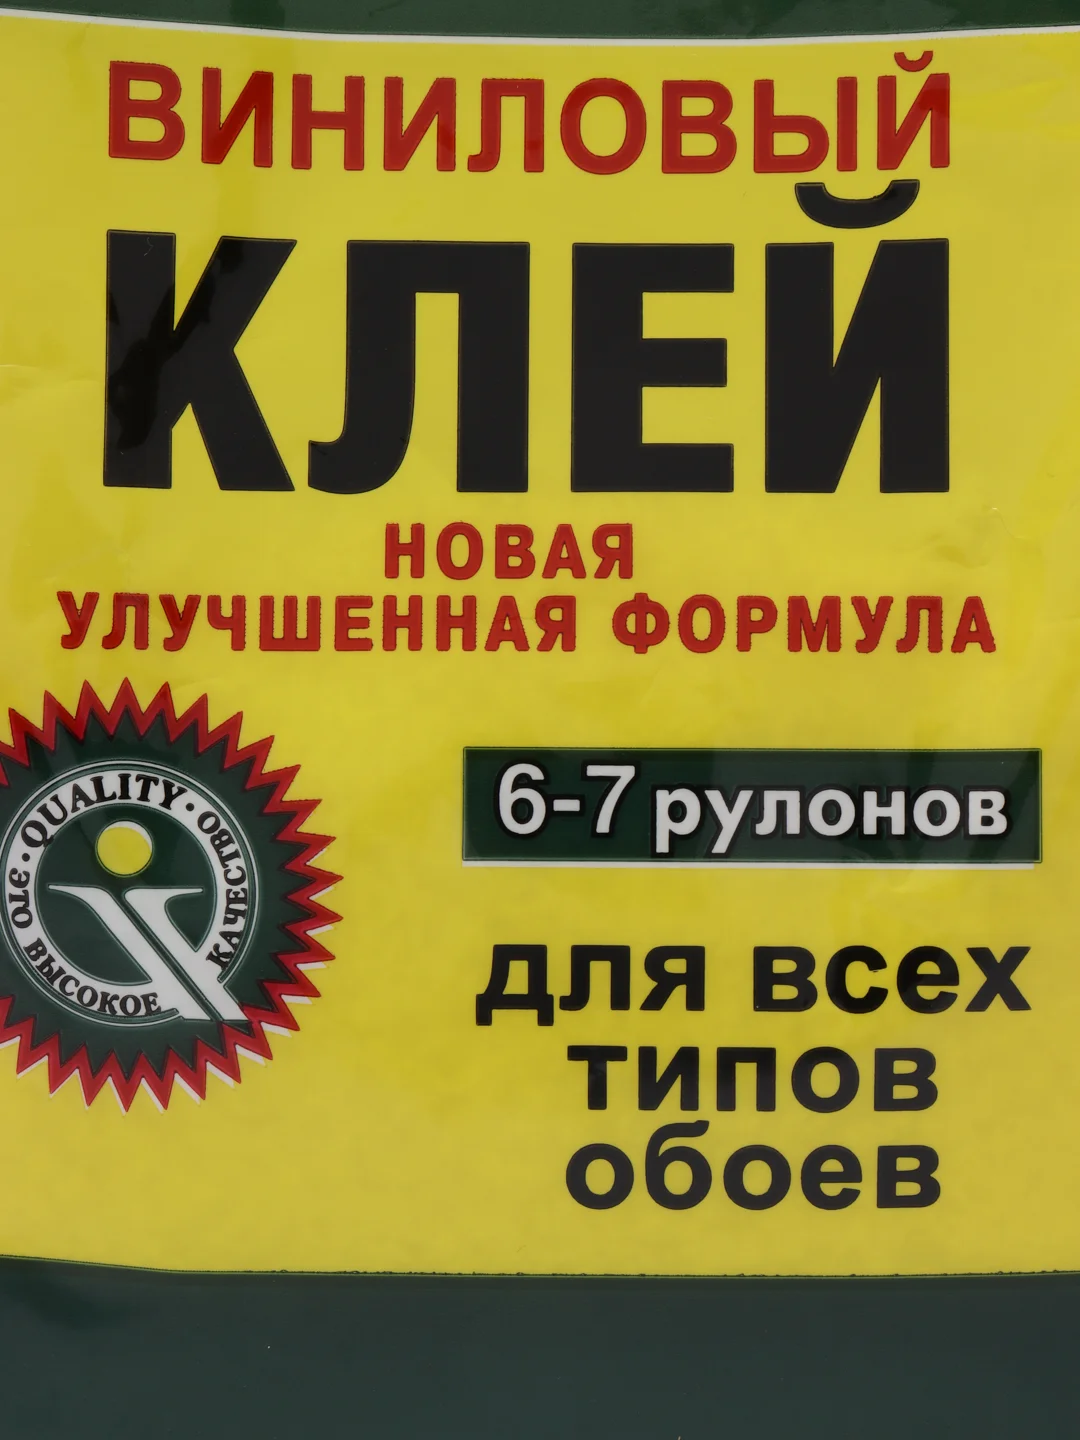 ВИНИЛОВЫЙ
КЛЕЙ
НОВАЯ
УЛУЧШЕННАЯ ФОРМУЛА
6-7 рулонов
QUALITY · ЭТО ВЫСОКОЕ КАЧЕСТВО ·
для всех
типов
обоев